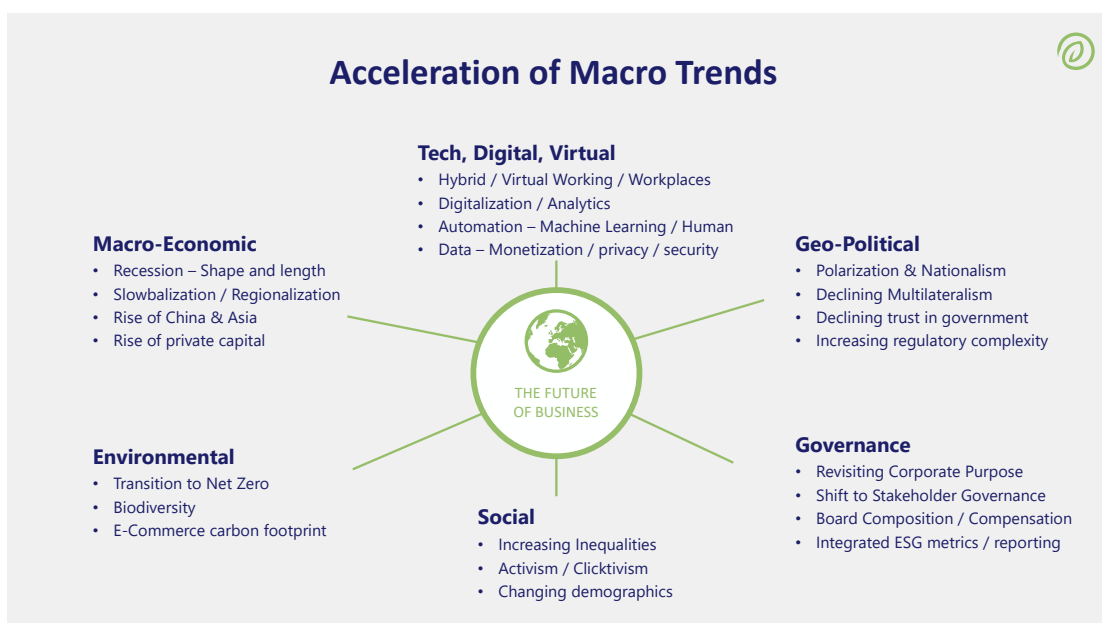 Acceleration of Macro Trends
Tech, Digital, Virtual
• Hybrid / Virtual Working / Workplaces
• Digitalization / Analytics
• Automation – Machine Learning / Human
• Data – Monetization / privacy / security
Macro-Economic
• Recession – Shape and length
• Slowbalization / Regionalization
• Rise of China & Asia
• Rise of private capital
Geo-Political
• Polarization & Nationalism
• Declining Multilateralism
• Declining trust in government
• Increasing regulatory complexity
THE FUTURE
OF BUSINESS
Environmental
• Transition to Net Zero
• Biodiversity
• E-Commerce carbon footprint
Social
• Increasing Inequalities
• Activism / Clicktivism
• Changing demographics
Governance
• Revisiting Corporate Purpose
• Shift to Stakeholder Governance
• Board Composition / Compensation
• Integrated ESG metrics / reporting